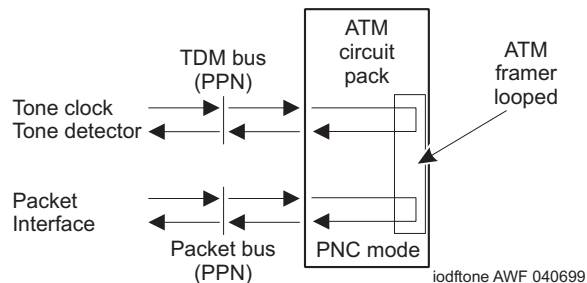 ATM
circuit
pack
TDM bus
(PPN)
ATM
framer
looped
Tone clock
Tone detector
Packet
Interface
Packet bus
(PPN)
PNC mode
iodftone AWF 040699